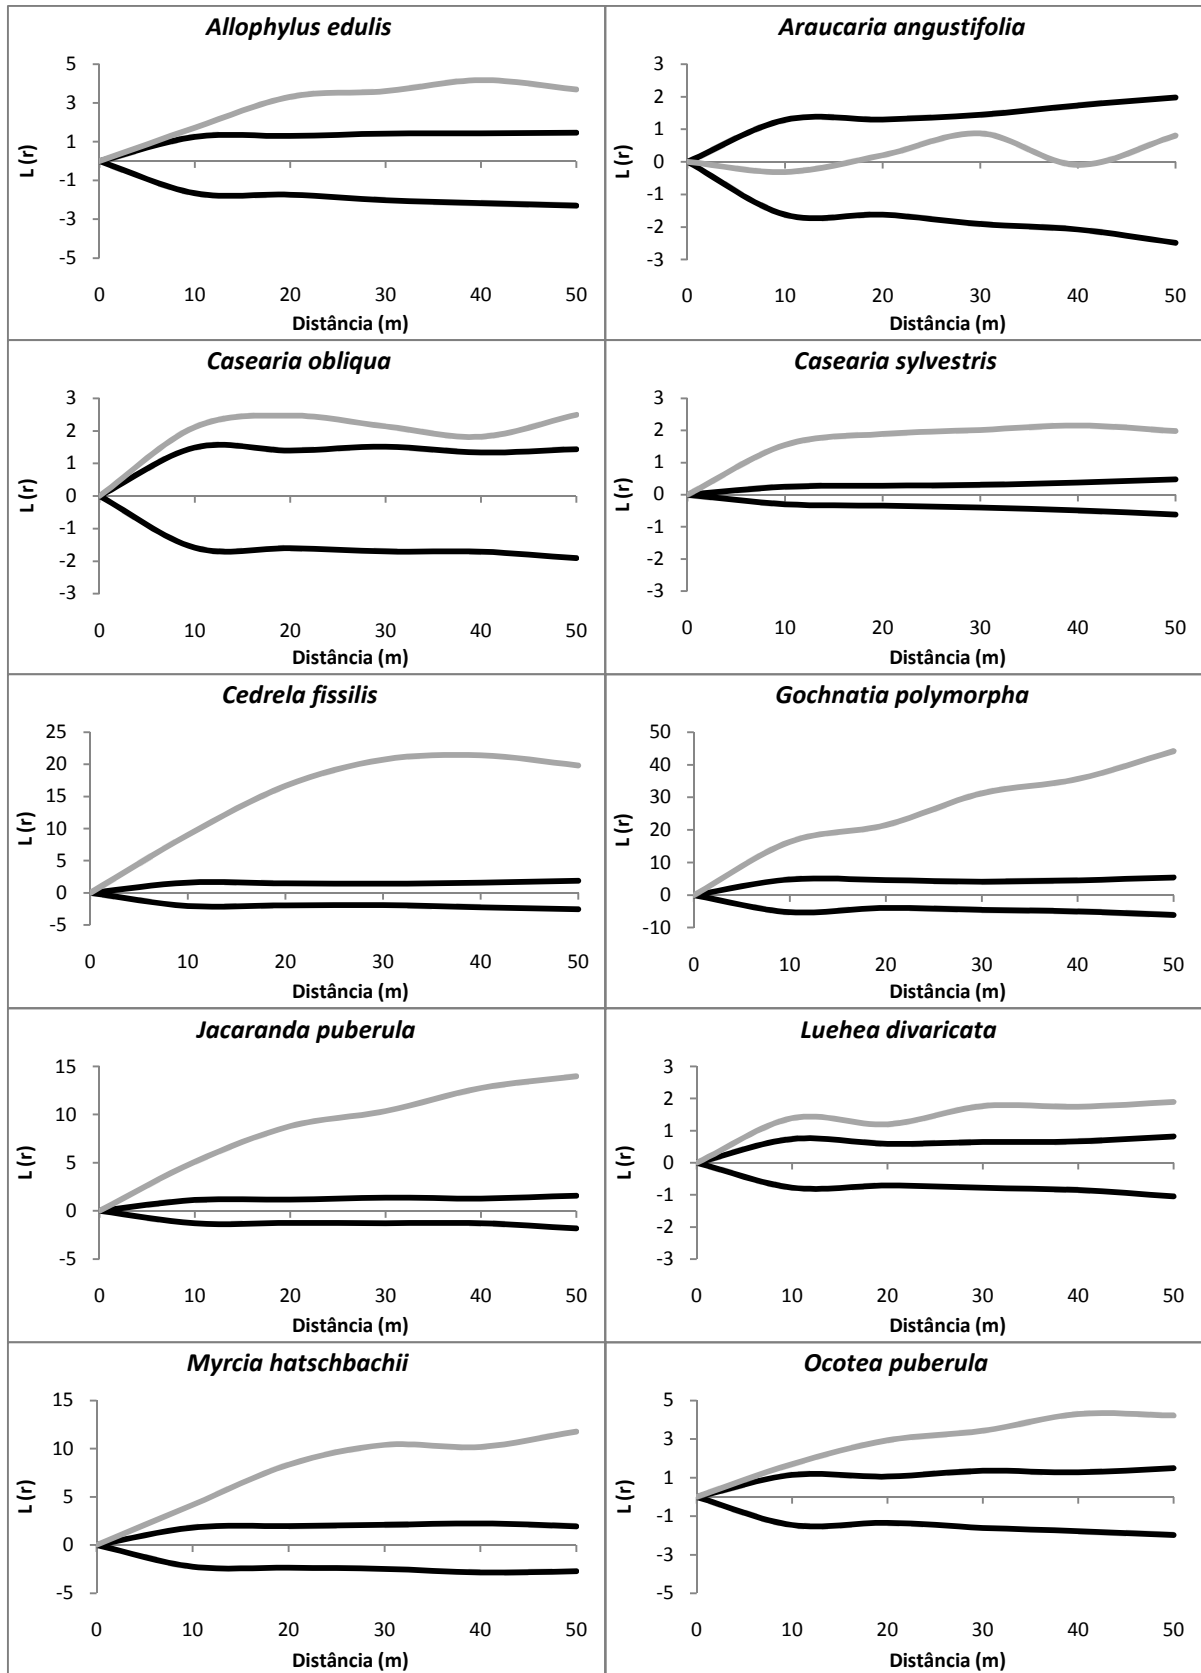 Allophylus edulis
5
3
1
-1
-3
-5
L (r)
0 10 20 30 40 50
Distância (m)
Araucaria angustifolia
3
2
1
0
-1
-2
-3
L (r)
0 10 20 30 40 50
Distância (m)
Casearia obliqua
3
2
1
0
-1
-2
-3
L (r)
0 10 20 30 40 50
Distância (m)
Casearia sylvestris
3
2
1
0
-1
-2
-3
L (r)
0 10 20 30 40 50
Distância (m)
Cedrela fissilis
25
20
15
10
5
0
-5
L (r)
0 10 20 30 40 50
Distância (m)
Gochnatia polymorpha
50
40
30
20
10
0
-10
L (r)
0 10 20 30 40 50
Distância (m)
Jacaranda puberula
15
10
5
0
-5
L (r)
0 10 20 30 40 50
Distância (m)
Luehea divaricata
3
2
1
0
-1
-2
-3
L (r)
0 10 20 30 40 50
Distância (m)
Myrcia hatschbachii
15
10
5
0
-5
L (r)
0 10 20 30 40 50
Distância (m)
Ocotea puberula
5
3
1
-1
-3
-5
L (r)
0 10 20 30 40 50
Distância (m)